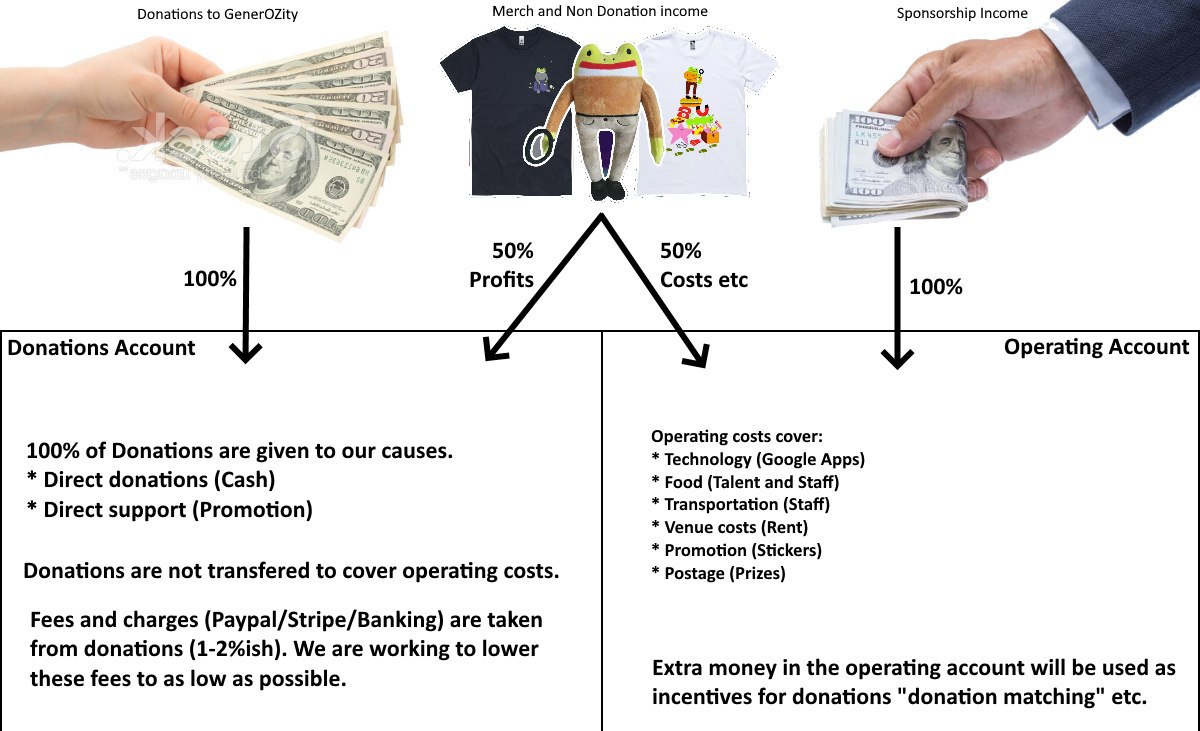 Donations to GenerOZity
Merch and Non Donation income
Sponsorship Income
100%
50%
Profits
50%
Costs etc
100%
Donations Account
Operating Account
100% of Donations are given to our causes.
* Direct donations (Cash)
* Direct support (Promotion)
Donations are not transfered to cover operating costs.
Fees and charges (Paypal/Stripe/Banking) are taken
from donations (1-2%ish). We are working to lower
these fees to as low as possible.
Operating costs cover:
* Technology (Google Apps)
* Food (Talent and Staff)
* Transportation (Staff)
* Venue costs (Rent)
* Promotion (Stickers)
* Postage (Prizes)
Extra money in the operating account will be used as
incentives for donations "donation matching" etc.